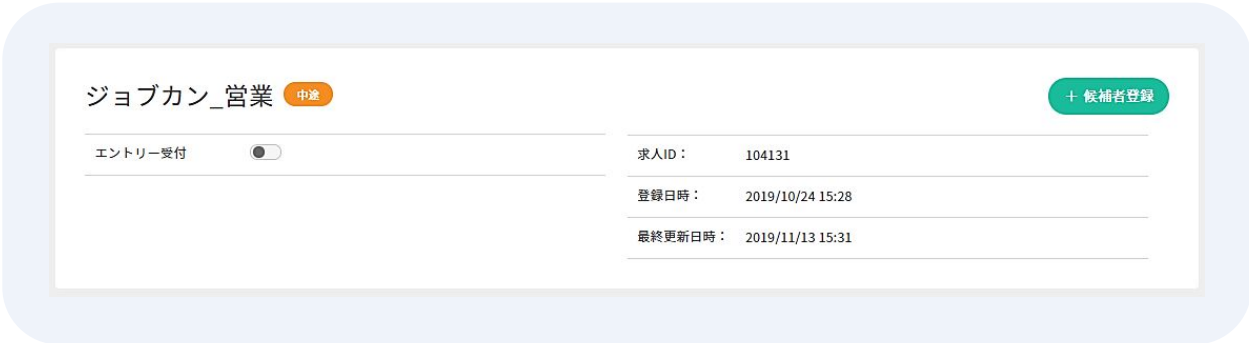 ジョブカン_営業 中途
+ 候補者登録
エントリー受付
求人ID： 104131
登録日時： 2019/10/24 15:28
最終更新日時： 2019/11/13 15:31